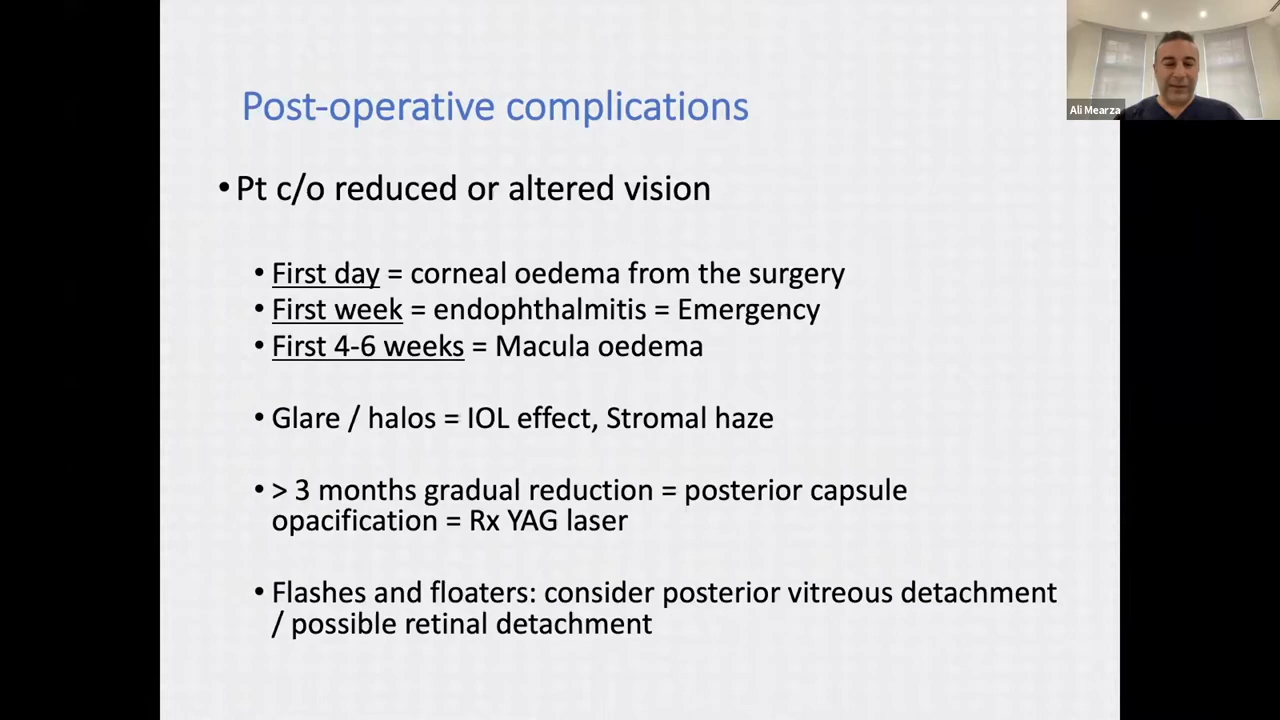 Ali Mearza
Post-operative complications
• Pt c/o reduced or altered vision
• First day = corneal oedema from the surgery
• First week = endophthalmitis = Emergency
• First 4-6 weeks = Macula oedema
• Glare / halos = IOL effect, Stromal haze
• > 3 months gradual reduction = posterior capsule
opacification = Rx YAG laser
• Flashes and floaters: consider posterior vitreous detachment
/ possible retinal detachment